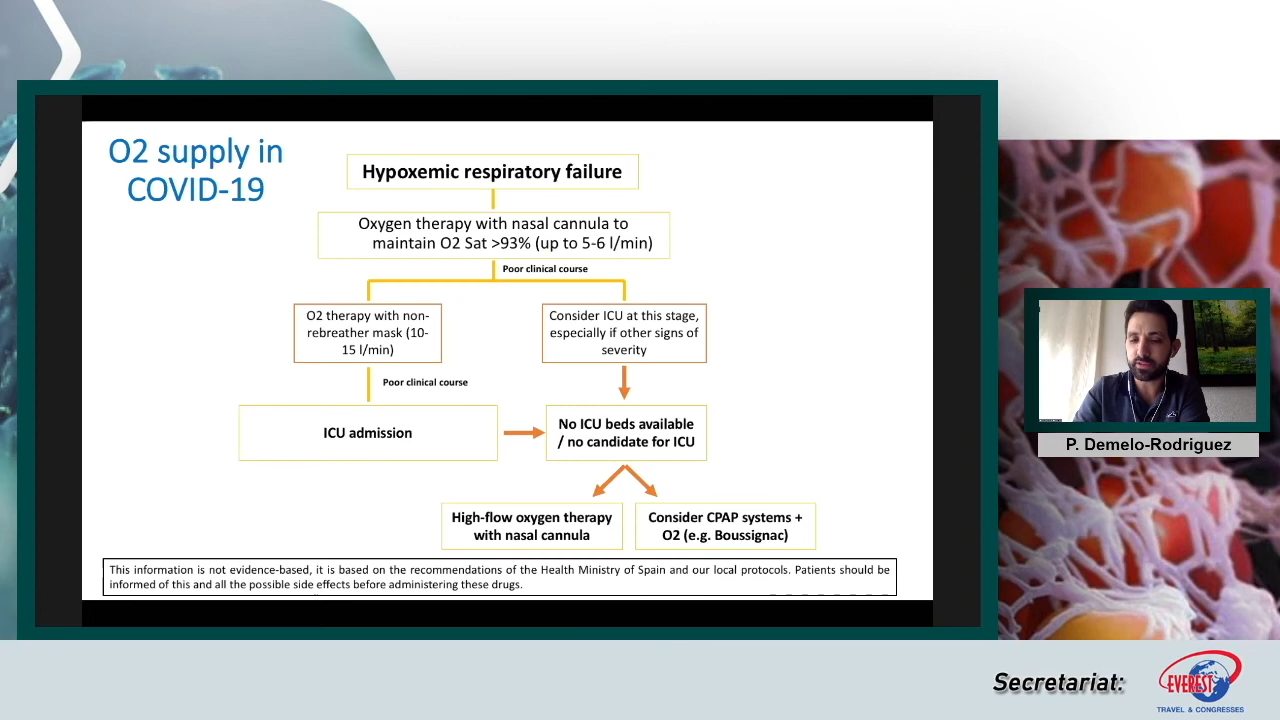 O2 supply in
COVID-19
Hypoxemic respiratory failure
Oxygen therapy with nasal cannula to
maintain O2 Sat >93% (up to 5-6 l/min)
Poor clinical course
O2 therapy with non-
rebreather mask (10-
15 l/min)
Consider ICU at this stage,
especially if other signs of
severity
Poor clinical course
ICU admission
No ICU beds available
/ no candidate for ICU
High-flow oxygen therapy
with nasal cannula
Consider CPAP systems +
O2 (e.g. Boussignac)
This information is not evidence-based, it is based on the recommendations of the Health Ministry of Spain and our local protocols. Patients should be
informed of this and all the possible side effects before administering these drugs.
P. Demelo-Rodriguez
Secretariat:
EVEREST
TRAVEL & CONGRESSES